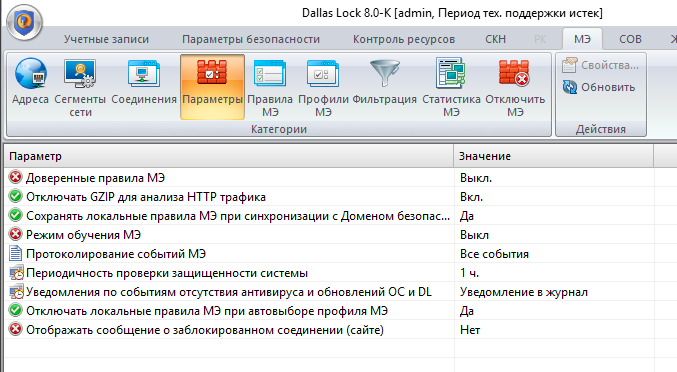 Dallas Lock 8.0-K [admin, Период тех. поддержки истек]
Учетные записи Параметры безопасности Контроль ресурсов СКН РК МЭ СОВ Ж
Адреса Сегменты сети Соединения Параметры Правила МЭ Профили МЭ Фильтрация Статистика МЭ Отключить МЭ
Свойства...
Обновить
Категории Действия
Параметр Значение
Доверенные правила МЭ Выкл.
Отключать GZIP для анализа HTTP трафика Вкл.
Сохранять локальные правила МЭ при синхронизации с Доменом безопас... Да
Режим обучения МЭ Выкл
Протоколирование событий МЭ Все события
Периодичность проверки защищенности системы 1 ч.
Уведомления по событиям отсутствия антивируса и обновлений ОС и DL Уведомление в журнал
Отключать локальные правила МЭ при автовыборе профиля МЭ Да
Отображать сообщение о заблокированном соединении (сайте) Нет